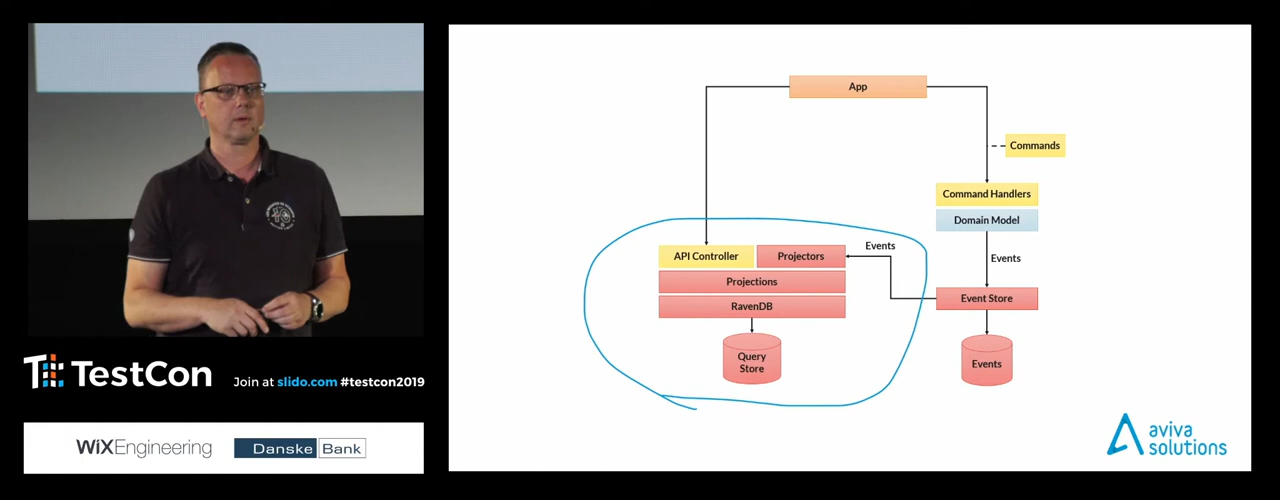 App
Commands
Command Handlers
Domain Model
Events
API Controller
Projectors
Events
Projections
RavenDB
Event Store
Query
Store
Events
TestCon
Join at slido.com #testcon2019
WiXEngineering
Danske Bank
aviva
solutions